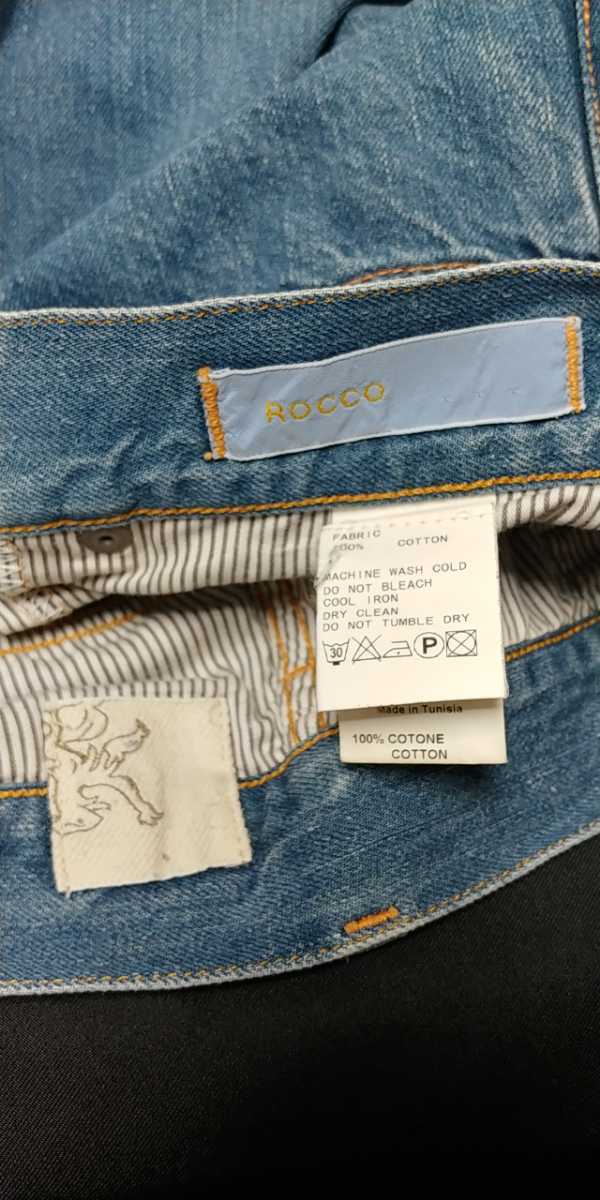 ROCCO
FABRIC
100% COTTON
MACHINE WASH COLD
DO NOT BLEACH
COOL IRON
DRY CLEAN
DO NOT TUMBLE DRY
30 P
Made in Tunisia
100% COTONE
COTTON